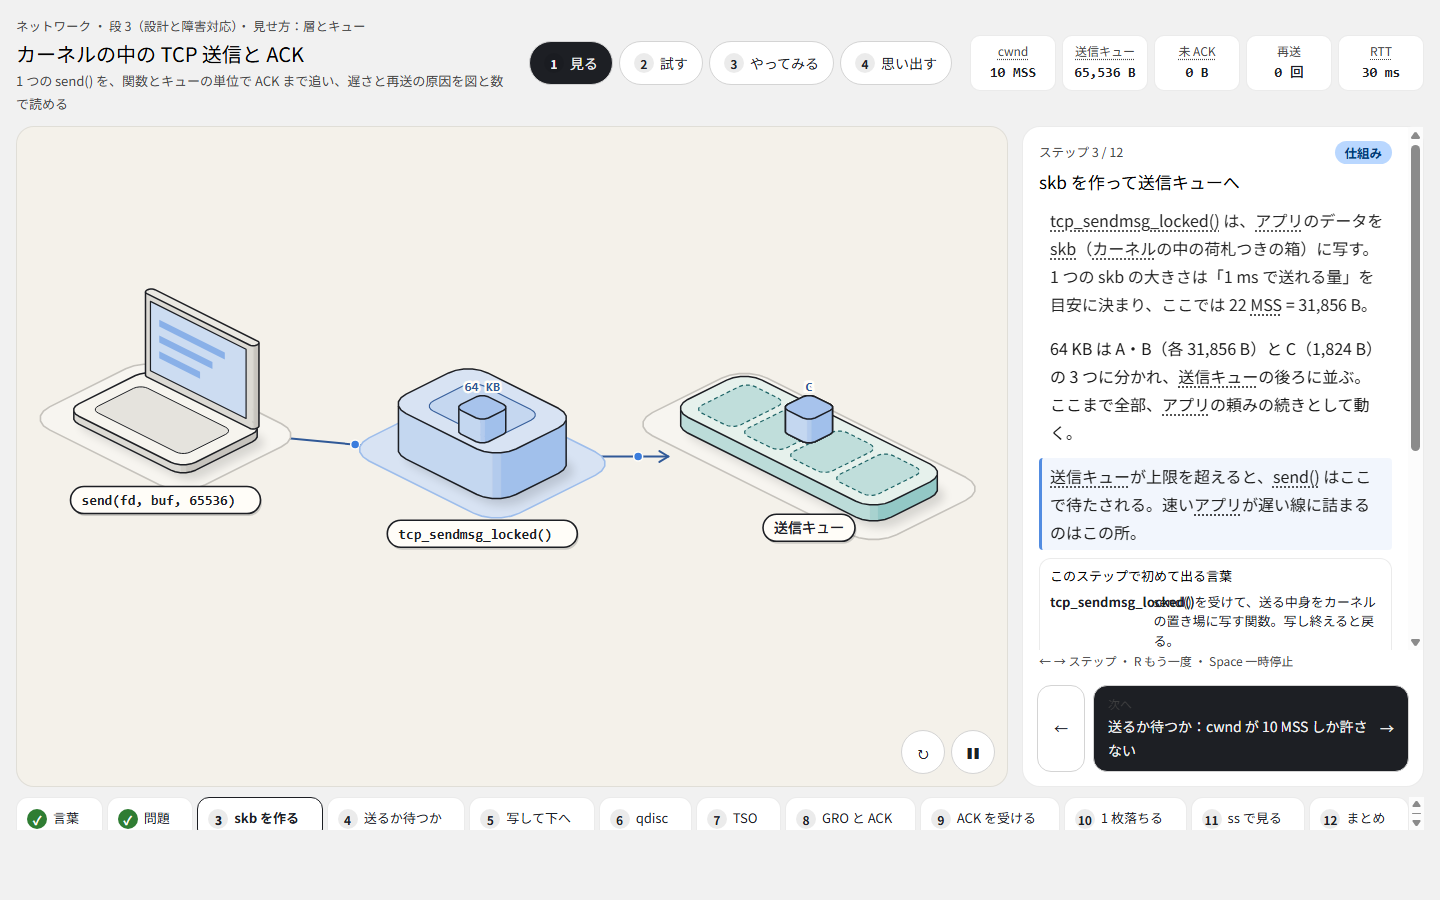 ネットワーク ・ 段 3（設計と障害対応）・ 見せ方：層とキュー
カーネルの中の TCP 送信と ACK
1 つの send() を、関数とキューの単位で ACK まで追い、遅さと再送の原因を図と数
で読める
1 見る
2 試す
3 やってみる
4 思い出す
cwnd
10 MSS
送信キュー
65,536 B
未 ACK
0 B
再送
0 回
RTT
30 ms
64 KB
C
send(fd, buf, 65536)
tcp_sendmsg_locked()
送信キュー
↻
ステップ 3 / 12
仕組み
skb を作って送信キューへ
tcp_sendmsg_locked() は、アプリのデータを
skb（カーネルの中の荷札つきの箱）に写す。
1 つの skb の大きさは「1 ms で送れる量」を
目安に決まり、ここでは 22 MSS = 31,856 B。
64 KB は A・B（各 31,856 B）と C（1,824 B）
の 3 つに分かれ、送信キューの後ろに並ぶ。
ここまで全部、アプリの頼みの続きとして動
く。
送信キューが上限を超えると、send() はここ
で待たされる。速いアプリが遅い線に詰まる
のはこの所。
このステップで初めて出る言葉
tcp_sendmsg_locked()
send()を受けて、送る中身をカーネル
の置き場に写す関数。写し終えると戻
る。
← → ステップ ・ R もう一度 ・ Space 一時停止
←
次へ
送るか待つか：cwnd が 10 MSS しか許さ
ない
→
✓ 言葉
✓ 問題
3 skb を作る
4 送るか待つか
5 写して下へ
6 qdisc
7 TSO
8 GRO と ACK
9 ACK を受ける
10 1 枚落ちる
11 ss で見る
12 まとめ